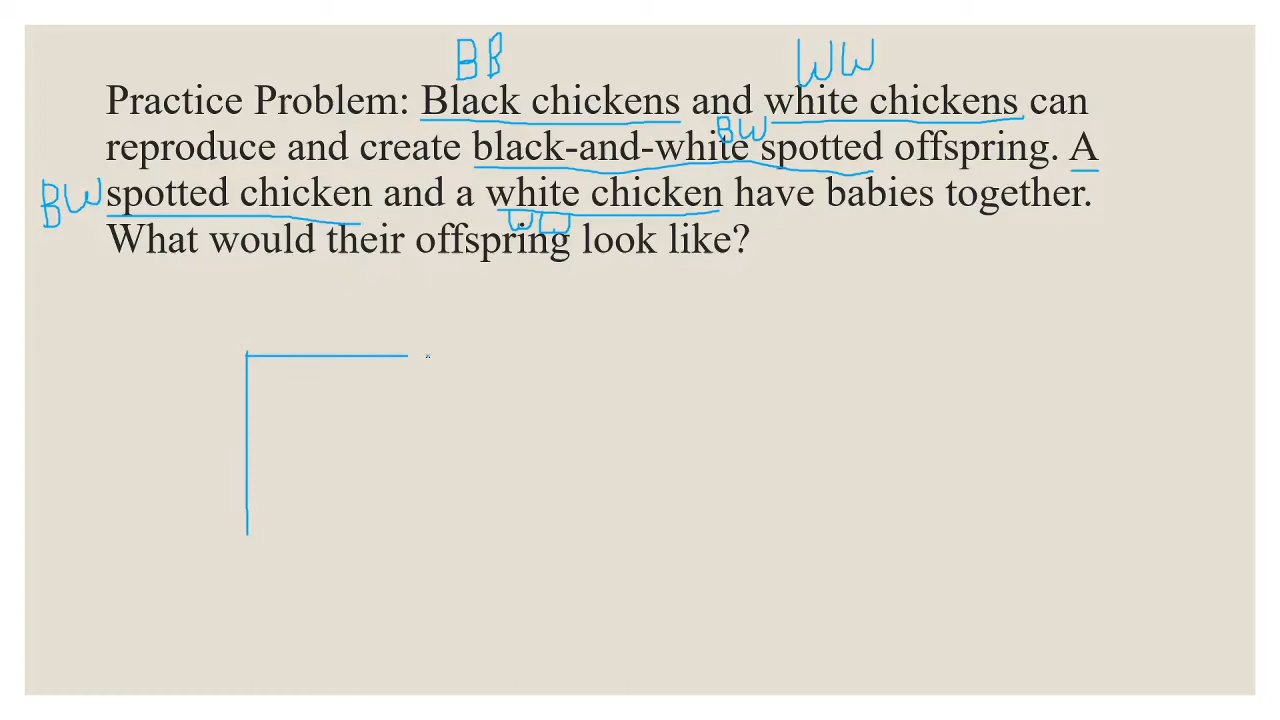 BB WW
Practice Problem: Black chickens and white chickens can
BW
reproduce and create black-and-white spotted offspring. A
BW spotted chicken and a white chicken have babies together.
WW
What would their offspring look like?